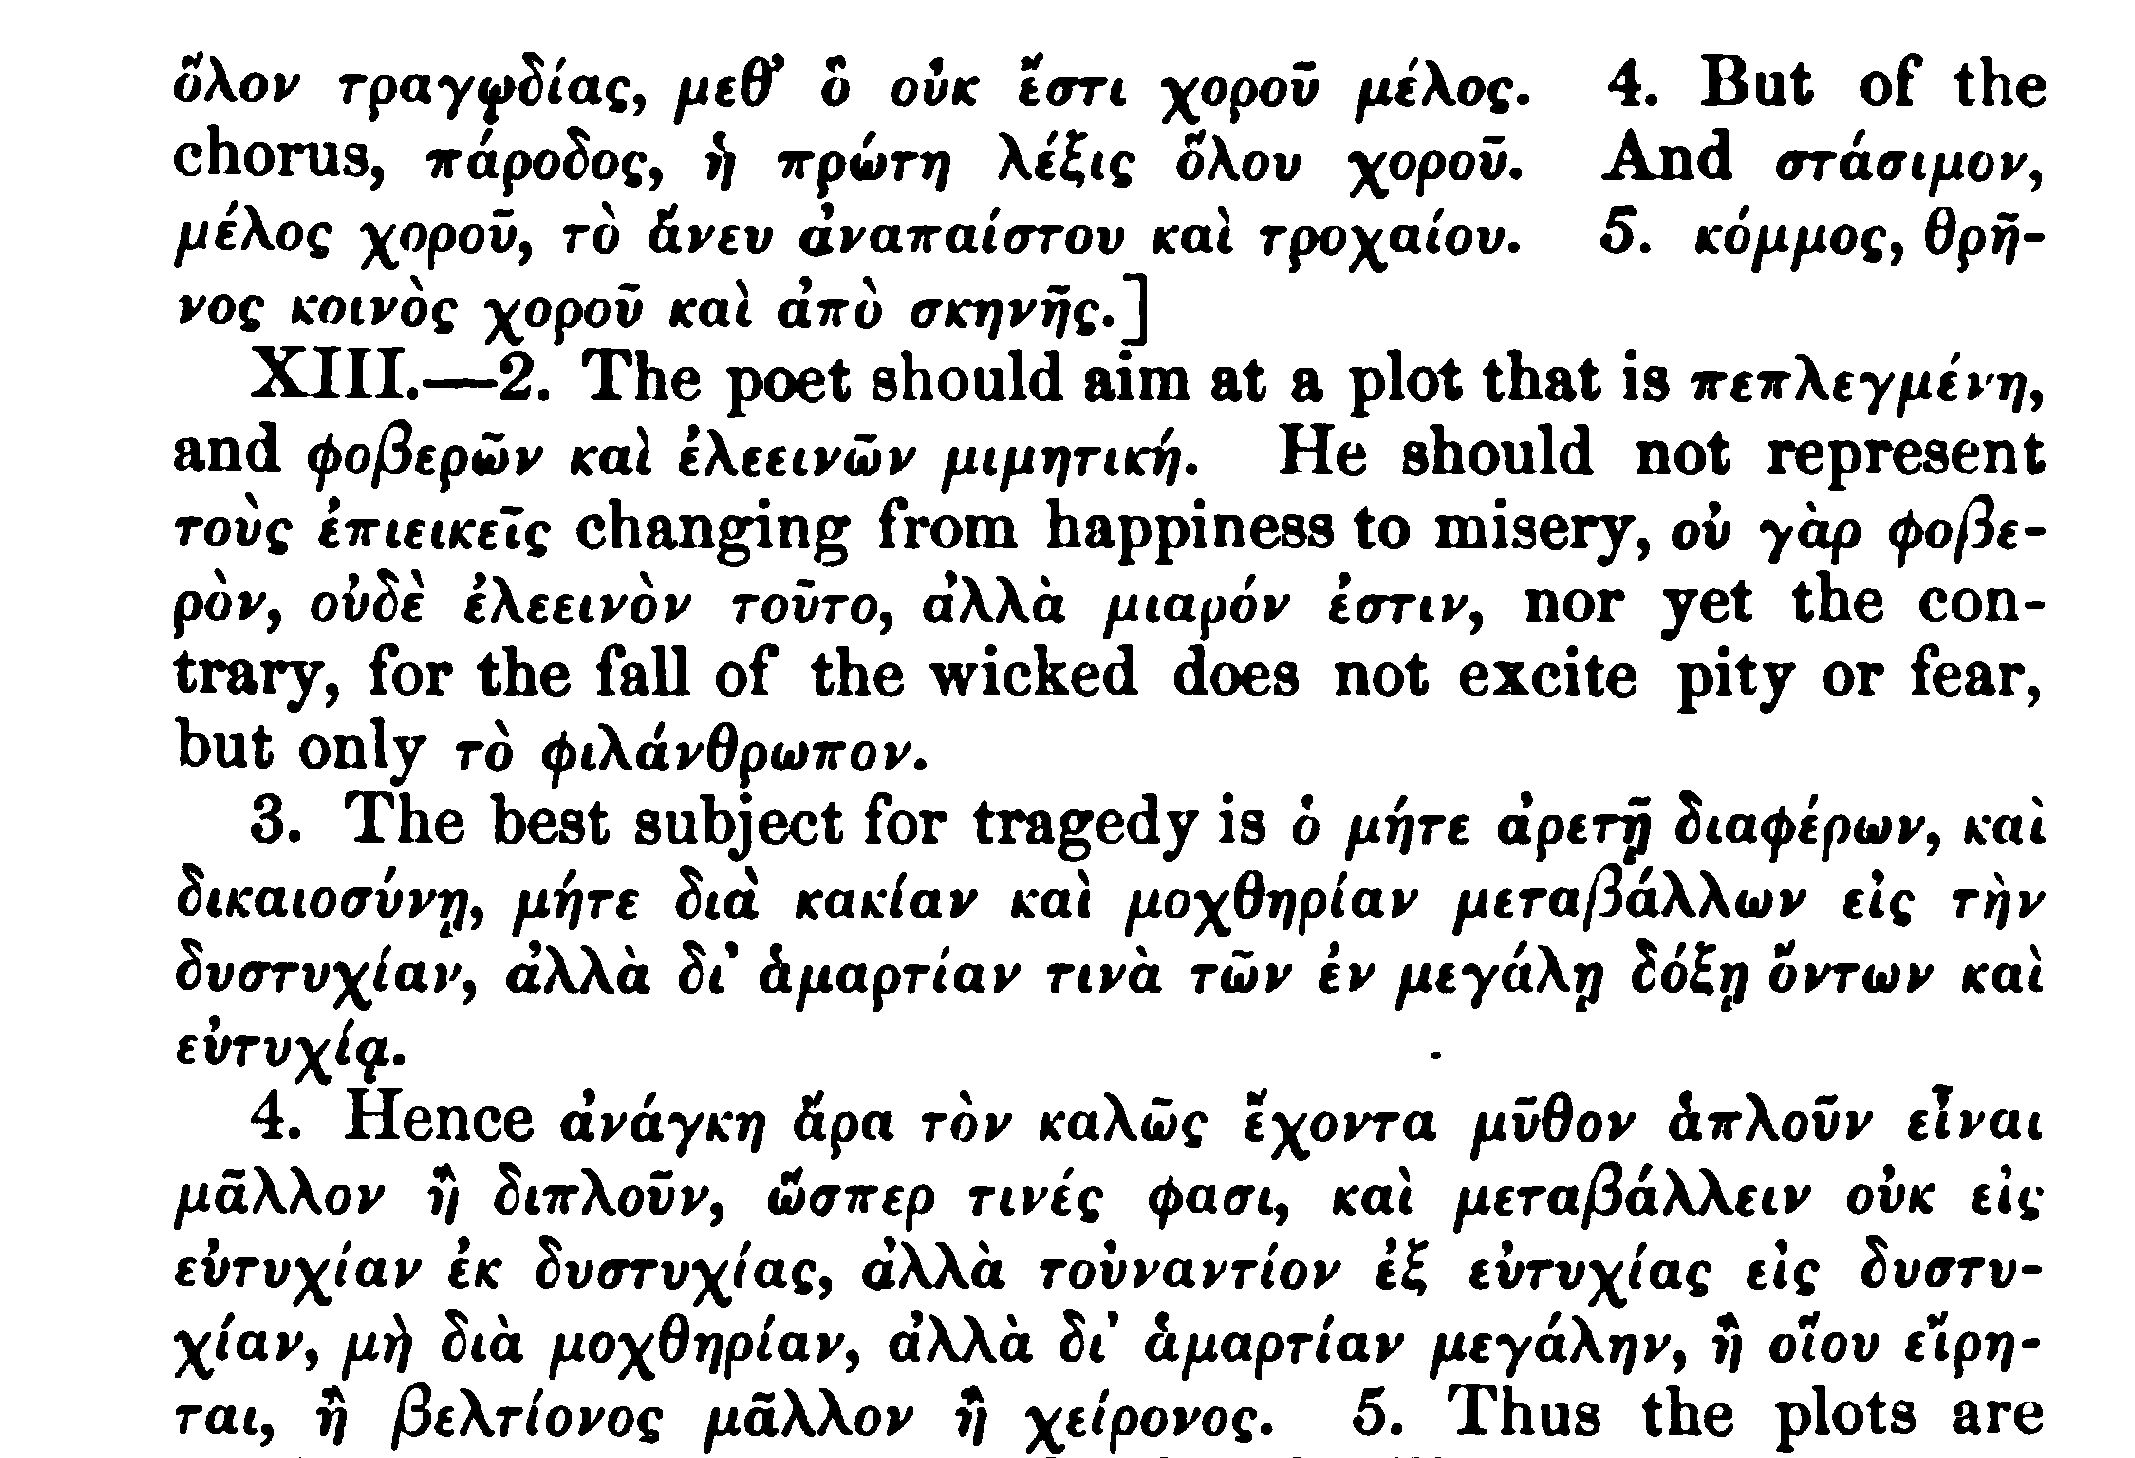 ὅλον τραγῳδίας, μεθ’ ὃ οὐκ ἔστι χοροῦ μέλος. 4. But of the
chorus, πάροδος, ἡ πρώτη λέξις ὅλου χοροῦ. And στάσιμον,
μέλος χοροῦ, τὸ ἄνευ ἀναπαίστου καὶ τροχαίου. 5. κόμμος, θρῆ-
νος κοινὸς χοροῦ καὶ ἀπὸ σκηνῆς.]
XIII.—2. The poet should aim at a plot that is πεπλεγμένη,
and φοβερῶν καὶ ἐλεεινῶν μιμητική. He should not represent
τοὺς ἐπιεικεῖς changing from happiness to misery, οὐ γὰρ φοβε-
ρὸν, οὐδὲ ἐλεεινὸν τοῦτο, ἀλλὰ μιαρόν ἐστιν, nor yet the con-
trary, for the fall of the wicked does not excite pity or fear,
but only τὸ φιλάνθρωπον.
3. The best subject for tragedy is ὁ μήτε ἀρετῇ διαφέρων, καὶ
δικαιοσύνῃ, μήτε διὰ κακίαν καὶ μοχθηρίαν μεταβάλλων εἰς τὴν
δυστυχίαν, ἀλλὰ δι’ ἁμαρτίαν τινὰ τῶν ἐν μεγάλῃ δόξῃ ὄντων καὶ
εὐτυχίᾳ.
4. Hence ἀνάγκη ἄρα τὸν καλῶς ἔχοντα μῦθον ἁπλοῦν εἶναι
μᾶλλον ἢ διπλοῦν, ὥσπερ τινές φασι, καὶ μεταβάλλειν οὐκ εἰς
εὐτυχίαν ἐκ δυστυχίας, ἀλλὰ τοὐναντίον ἐξ εὐτυχίας εἰς δυστυ-
χίαν, μὴ διὰ μοχθηρίαν, ἀλλὰ δι’ ἁμαρτίαν μεγάλην, ἢ οἵου εἴρη-
ται, ἢ βελτίονος μᾶλλον ἢ χείρονος. 5. Thus the plots are